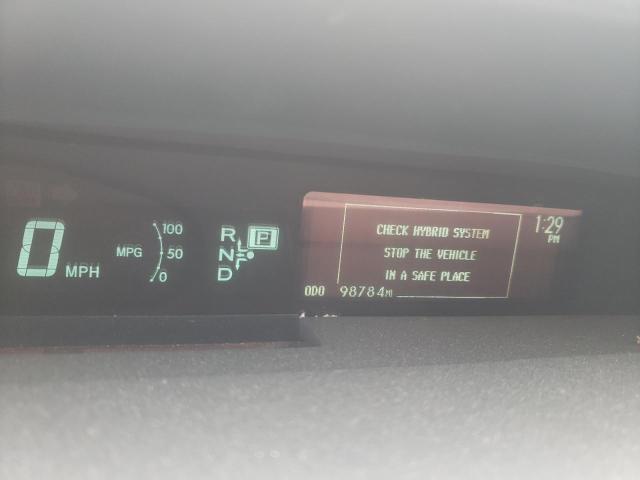 0 MPH
MPG
100
50
0
R
N
D
P
CHECK HYBRID SYSTEM
STOP THE VEHICLE
IN A SAFE PLACE
1:29
PM
ODO 98784MI